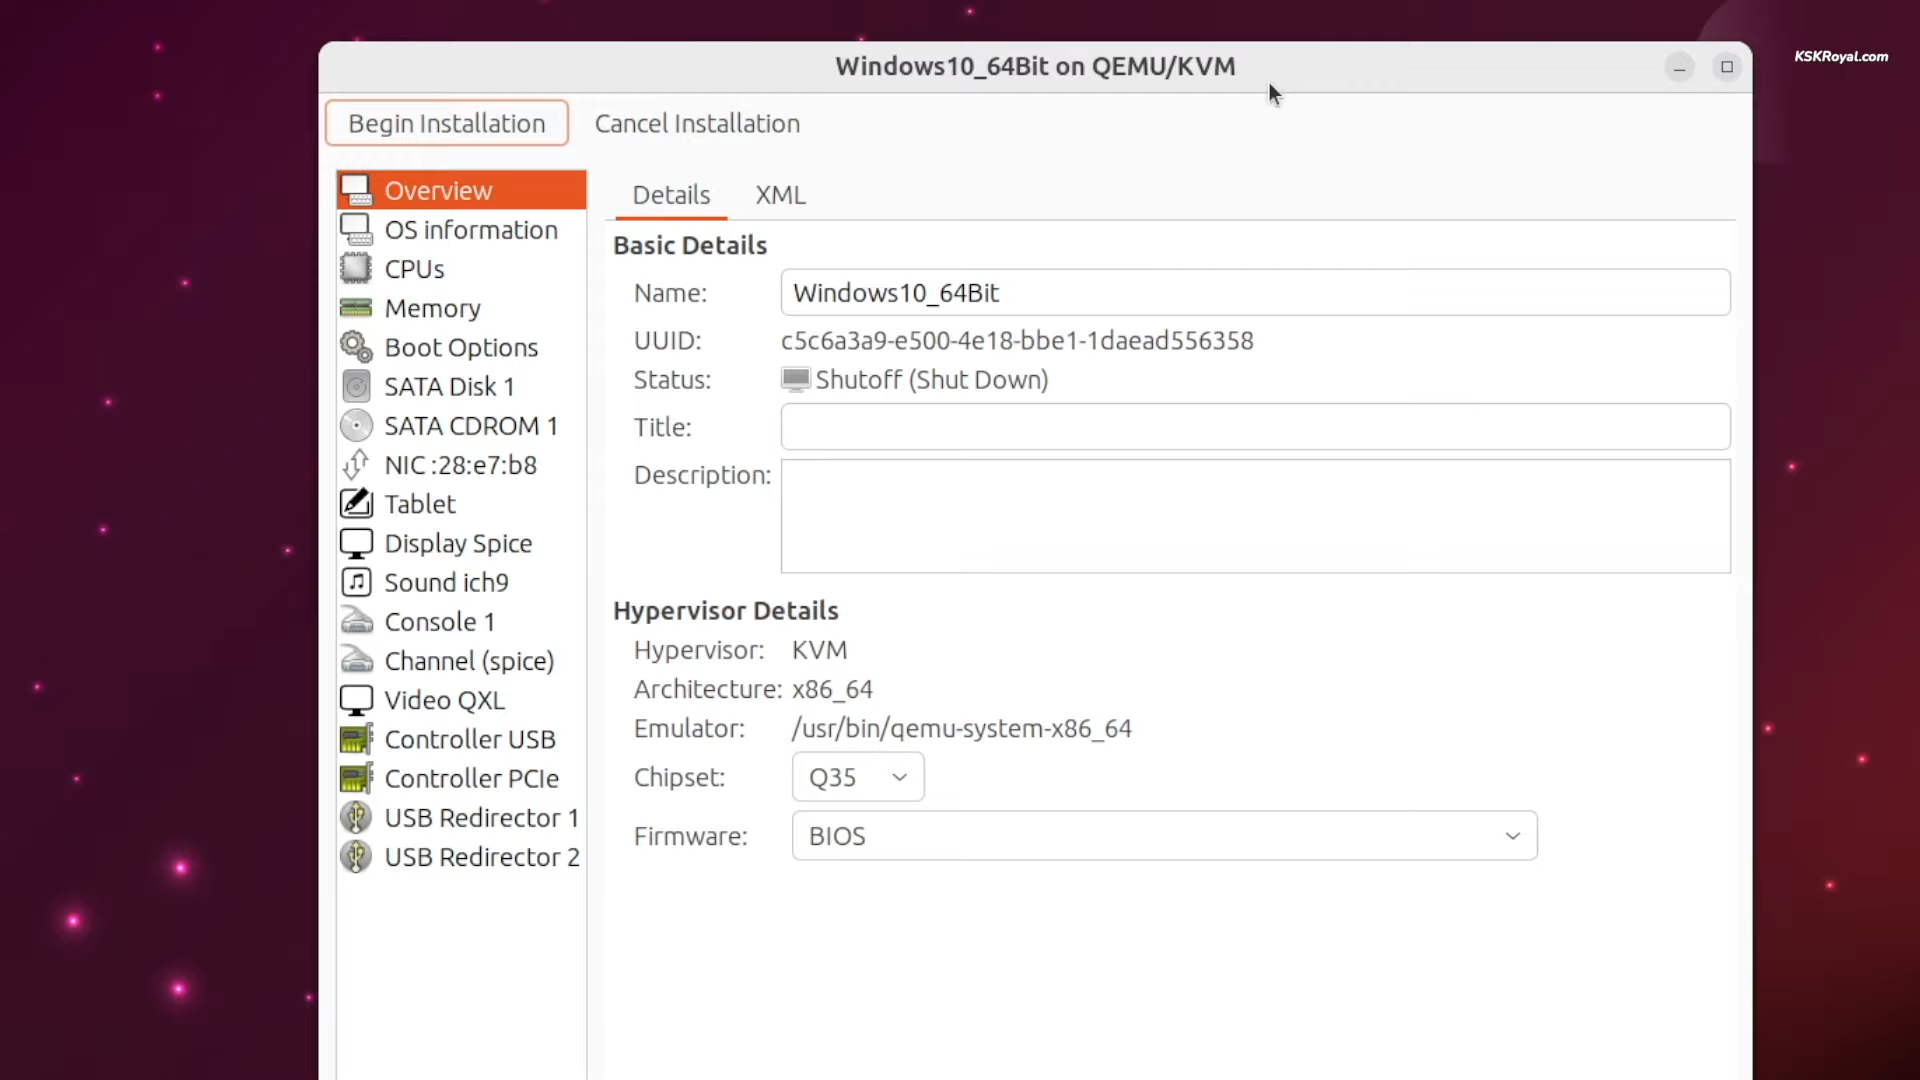 Windows10_64Bit on QEMU/KVM
KSKRoyal.com
Begin Installation
Cancel Installation
Overview
OS information
CPUs
Memory
Boot Options
SATA Disk 1
SATA CDROM 1
NIC :28:e7:b8
Tablet
Display Spice
Sound ich9
Console 1
Channel (spice)
Video QXL
Controller USB
Controller PCIe
USB Redirector 1
USB Redirector 2
Details
XML
Basic Details
Name: Windows10_64Bit
UUID: c5c6a3a9-e500-4e18-bbe1-1daead556358
Status: Shutoff (Shut Down)
Title:
Description:
Hypervisor Details
Hypervisor: KVM
Architecture: x86_64
Emulator: /usr/bin/qemu-system-x86_64
Chipset: Q35
Firmware: BIOS